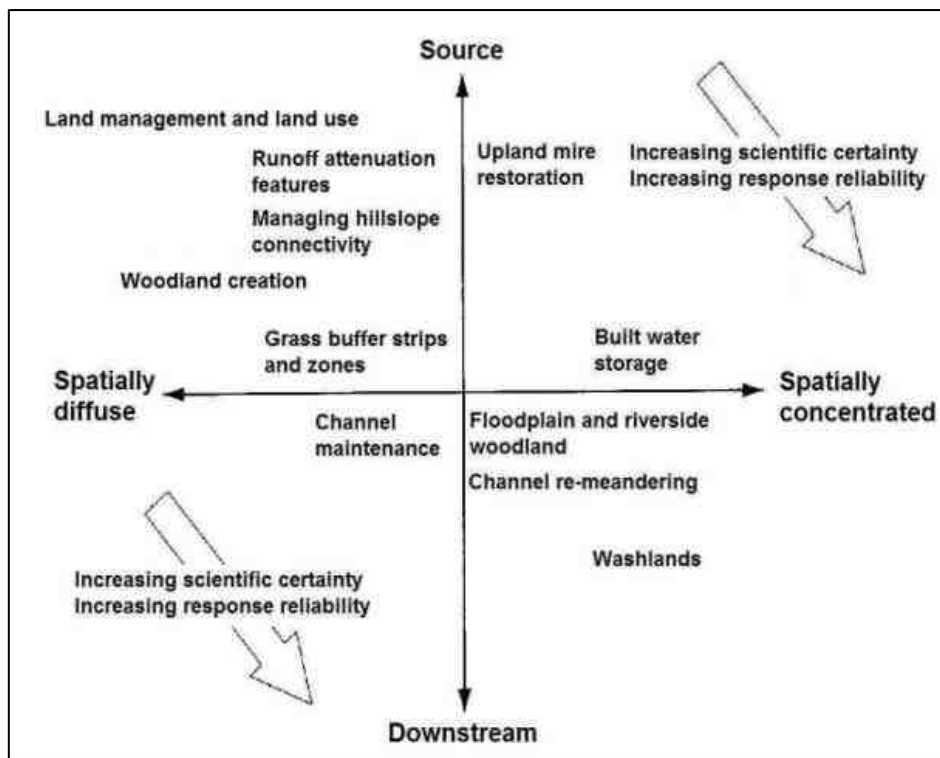 Source
Land management and land use
Runoff attenuation
features
Upland mire
restoration
Increasing scientific certainty
Increasing response reliability
Managing hillslope
connectivity
Woodland creation
Grass buffer strips
and zones
Built water
storage
Spatially
diffuse
Spatially
concentrated
Channel
maintenance
Floodplain and riverside
woodland
Channel re-meandering
Washlands
Increasing scientific certainty
Increasing response reliability
Downstream